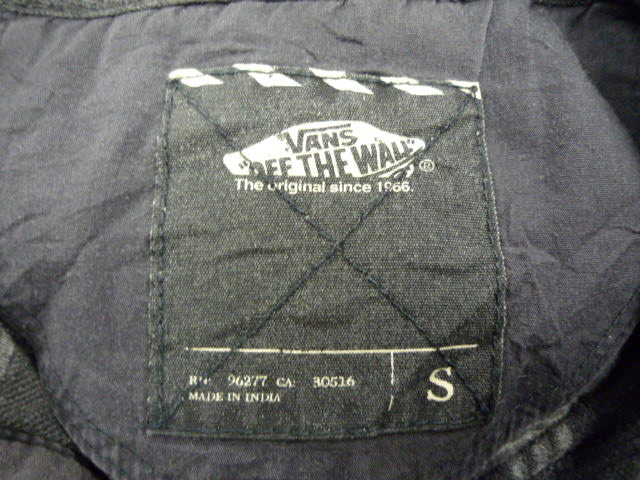 VANS
"OFF THE WALL"
®
The original since 1966.
RN: 96277 CA: 30516
MADE IN INDIA
S